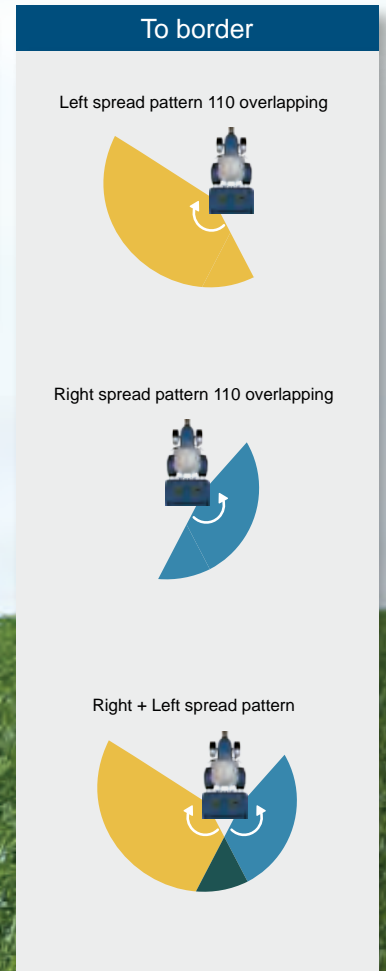 To border
Left spread pattern 110 overlapping
Right spread pattern 110 overlapping
Right + Left spread pattern